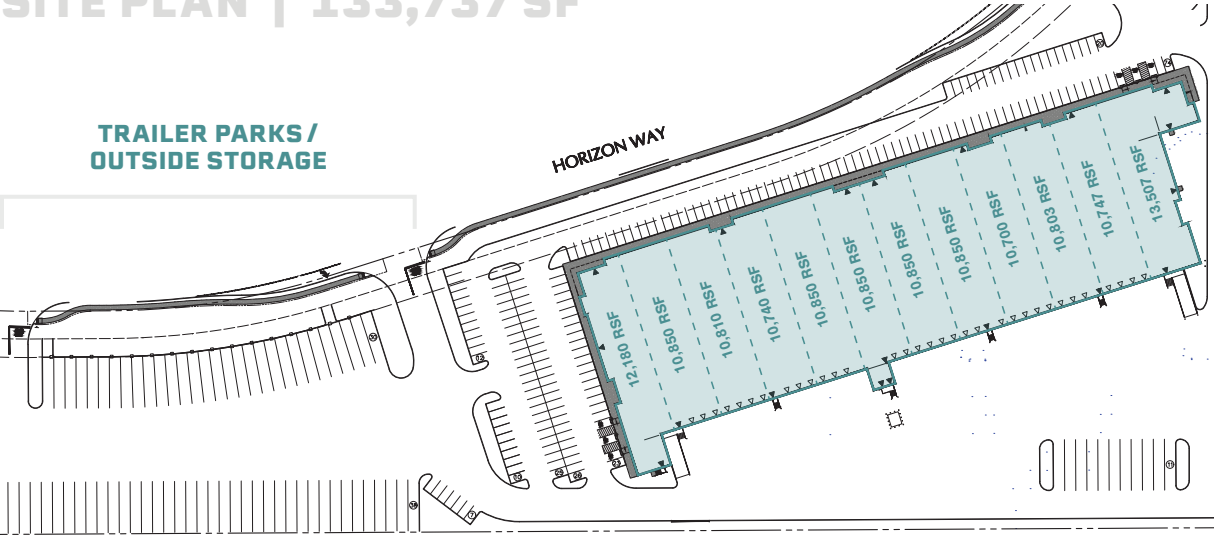 SITE PLAN | 133,737 SF
TRAILER PARKS /
OUTSIDE STORAGE
HORIZON WAY
12,180 RSF
10,850 RSF
10,810 RSF
10,740 RSF
10,850 RSF
10,850 RSF
10,850 RSF
10,850 RSF
10,700 RSF
10,803 RSF
10,747 RSF
13,507 RSF